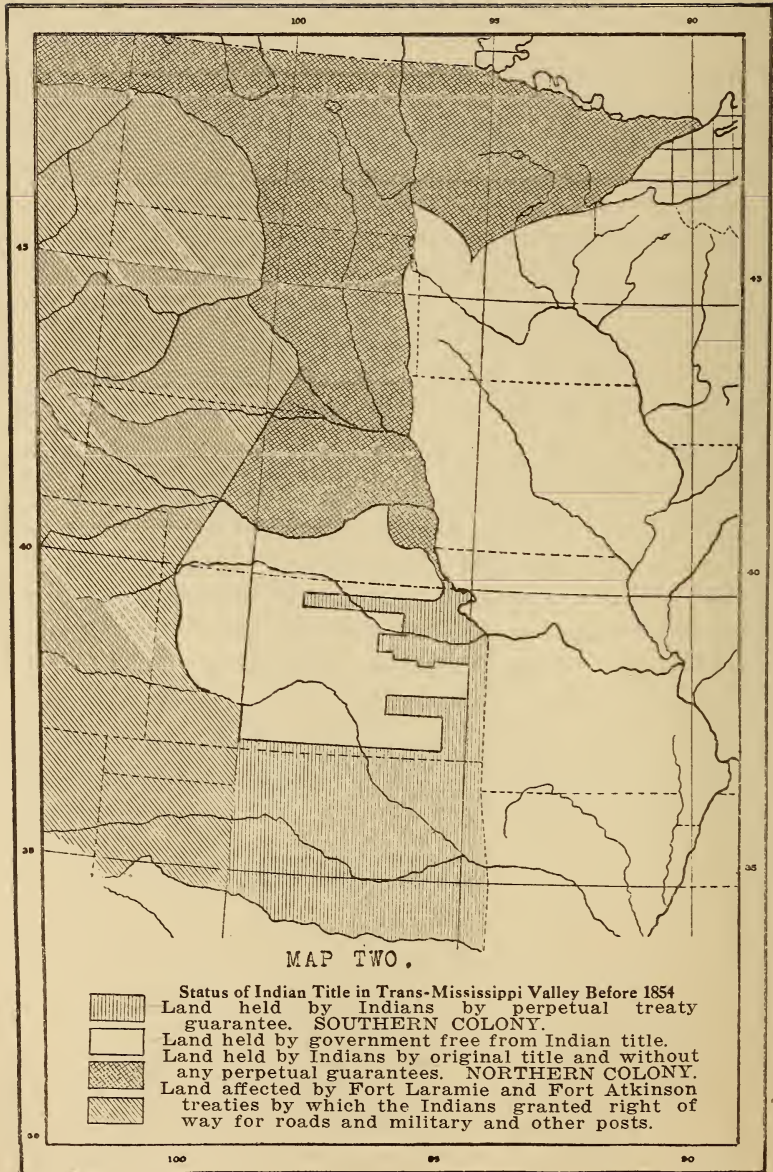 100 95 90
45 45
40 40
35 35
30
MAP TWO.
Status of Indian Title in Trans-Mississippi Valley Before 1854
Land held by Indians by perpetual treaty
guarantee. SOUTHERN COLONY.
Land held by government free from Indian title.
Land held by Indians by original title and without
any perpetual guarantees. NORTHERN COLONY.
Land affected by Fort Laramie and Fort Atkinson
treaties by which the Indians granted right of
way for roads and military and other posts.
100 95 90